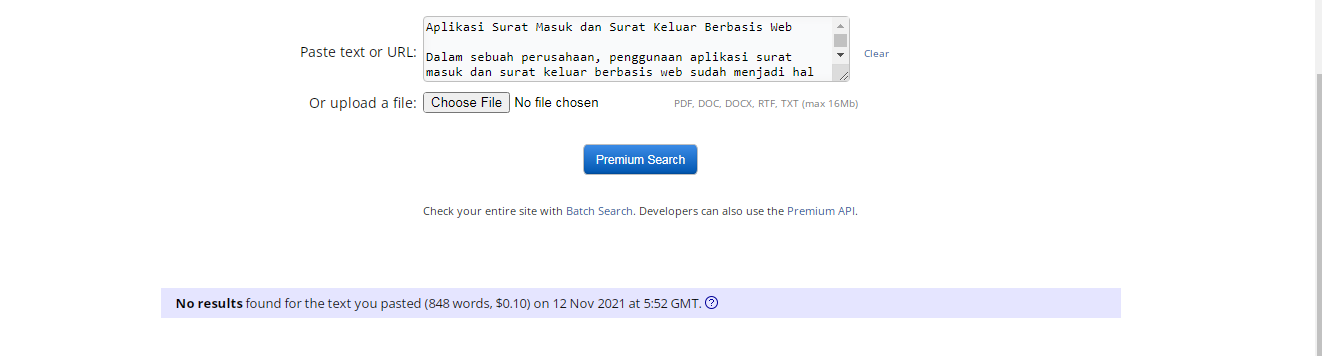 Aplikasi Surat Masuk dan Surat Keluar Berbasis Web
Paste text or URL:
Clear
Dalam sebuah perusahaan, penggunaan aplikasi surat
masuk dan surat keluar berbasis web sudah menjadi hal
Or upload a file: Choose File No file chosen PDF, DOC, DOCX, RTF, TXT (max 16Mb)
Premium Search
Check your entire site with Batch Search. Developers can also use the Premium API.
No results found for the text you pasted (848 words, $0.10) on 12 Nov 2021 at 5:52 GMT. ?